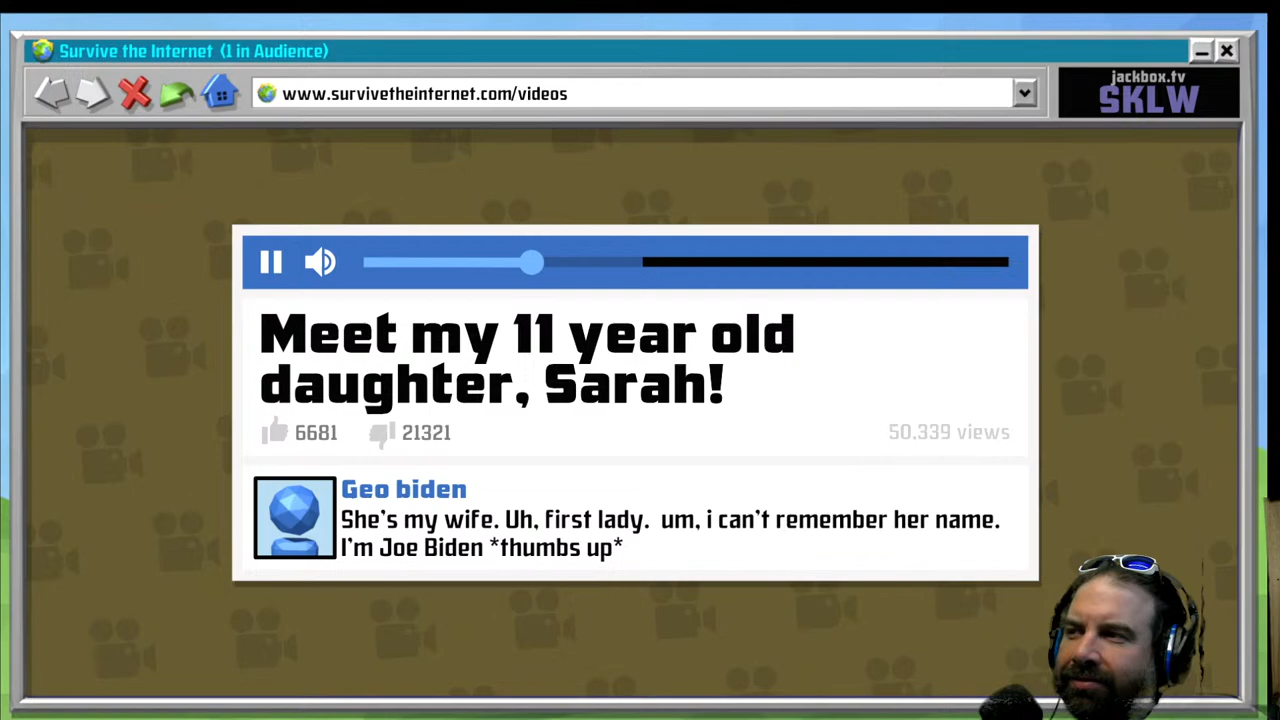 Survive the Internet (1 in Audience)
www.survivetheinternet.com/videos
jackbox.tv
SKLW
Meet my 11 year old
daughter, Sarah!
6681 21321 50,339 views
Geo biden
She's my wife. Uh, first lady. um, i can't remember her name.
I'm Joe Biden *thumbs up*